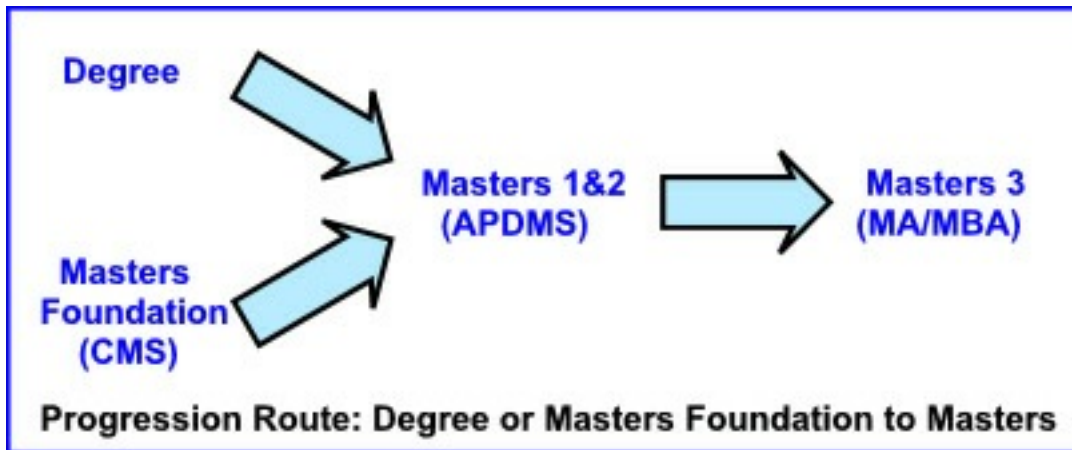 Degree
Masters 1&2
(APDMS)
Masters 3
(MA/MBA)
Masters
Foundation
(CMS)
Progression Route: Degree or Masters Foundation to Masters